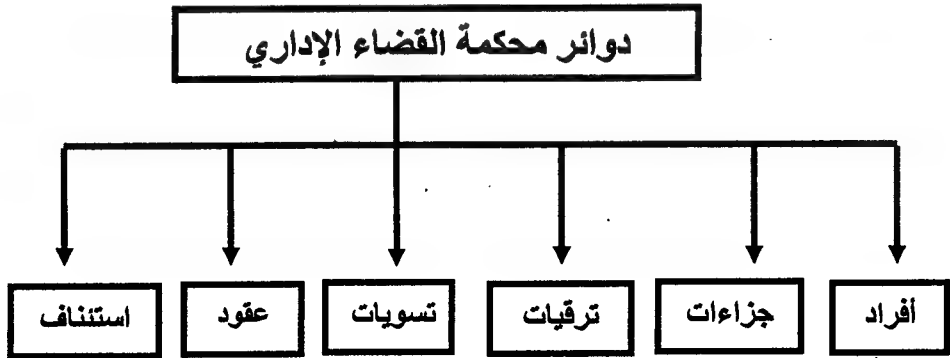 دوائر محكمة القضاء الإداري
أفراد
جزاءات
ترقيات
تسويات
عقود
استئناف